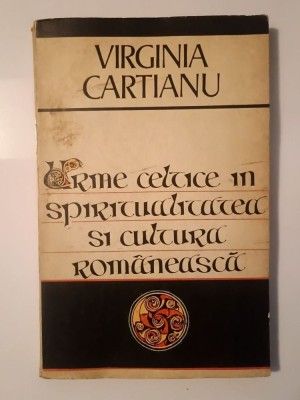 VIRGINIA
CARTIANU
Urme celtice in
spiritualitatea
si cultura
românească